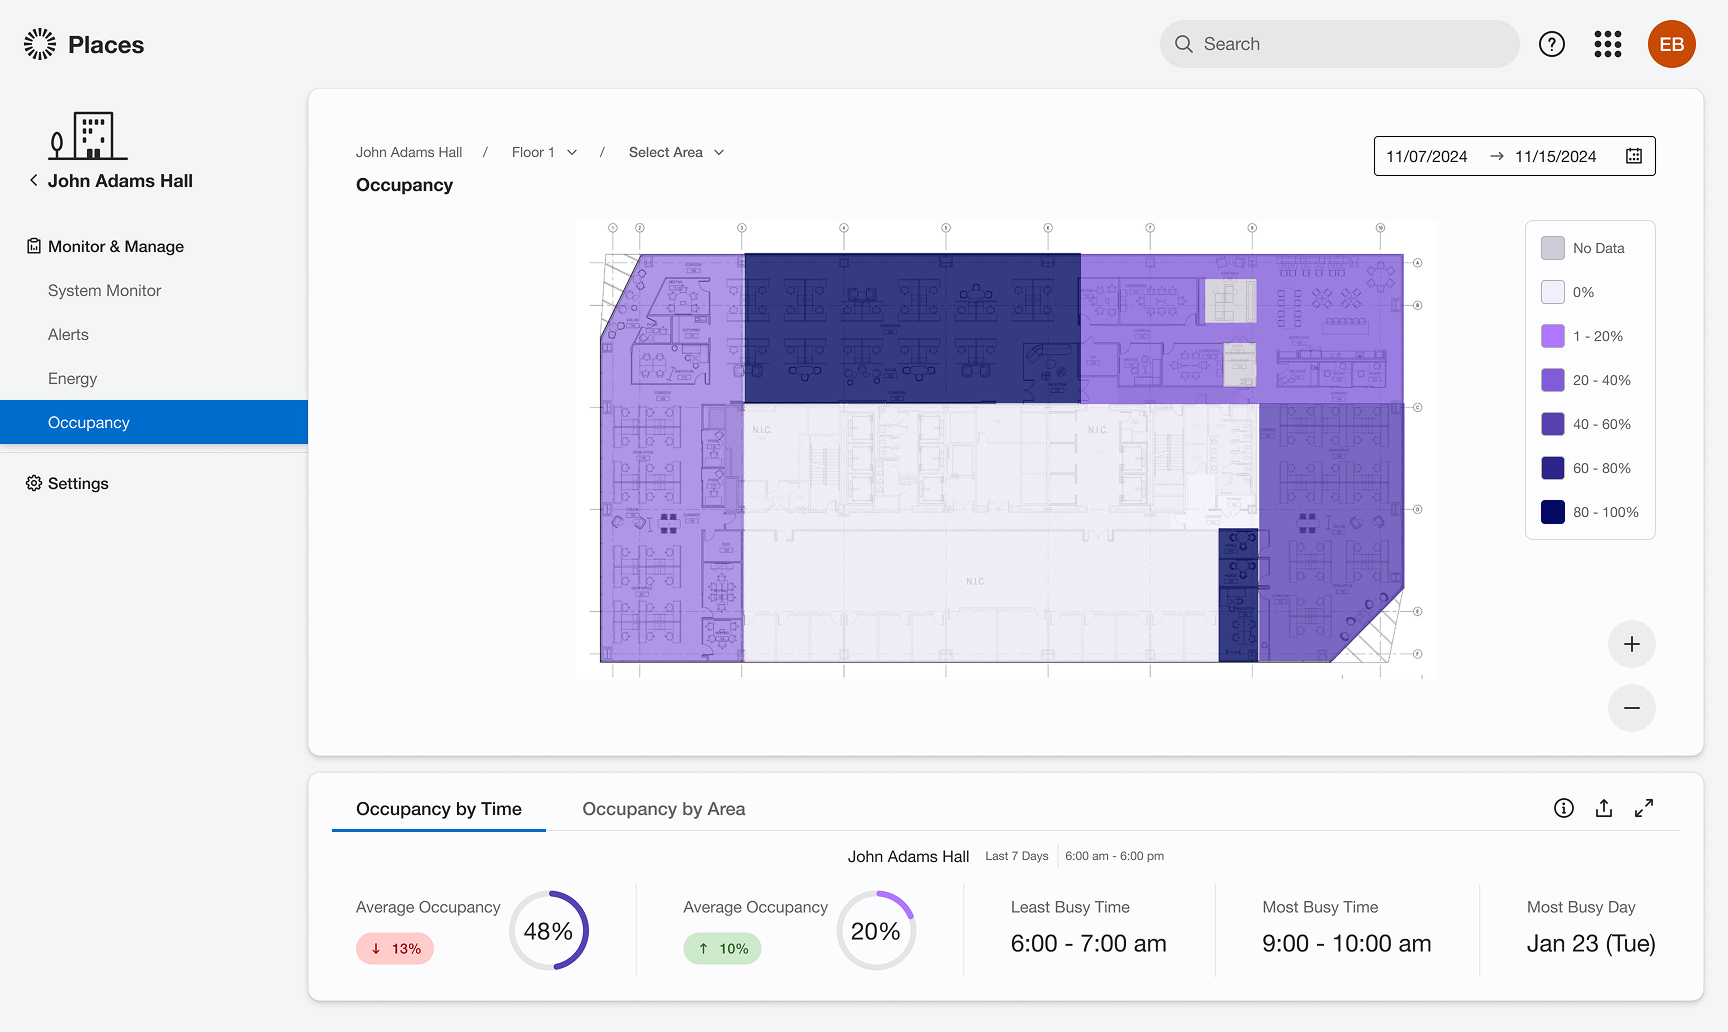 Places
Search
EB
John Adams Hall
Monitor & Manage
System Monitor
Alerts
Energy
Occupancy
Settings
John Adams Hall / Floor 1 / Select Area
11/07/2024 → 11/15/2024
Occupancy
No Data
0%
1 - 20%
20 - 40%
40 - 60%
60 - 80%
80 - 100%
N.I.C.
N.I.C.
N.I.C.
Occupancy by Time
Occupancy by Area
John Adams Hall Last 7 Days 6:00 am - 6:00 pm
Average Occupancy
↓ 13%
48%
Average Occupancy
↑ 10%
20%
Least Busy Time
6:00 - 7:00 am
Most Busy Time
9:00 - 10:00 am
Most Busy Day
Jan 23 (Tue)